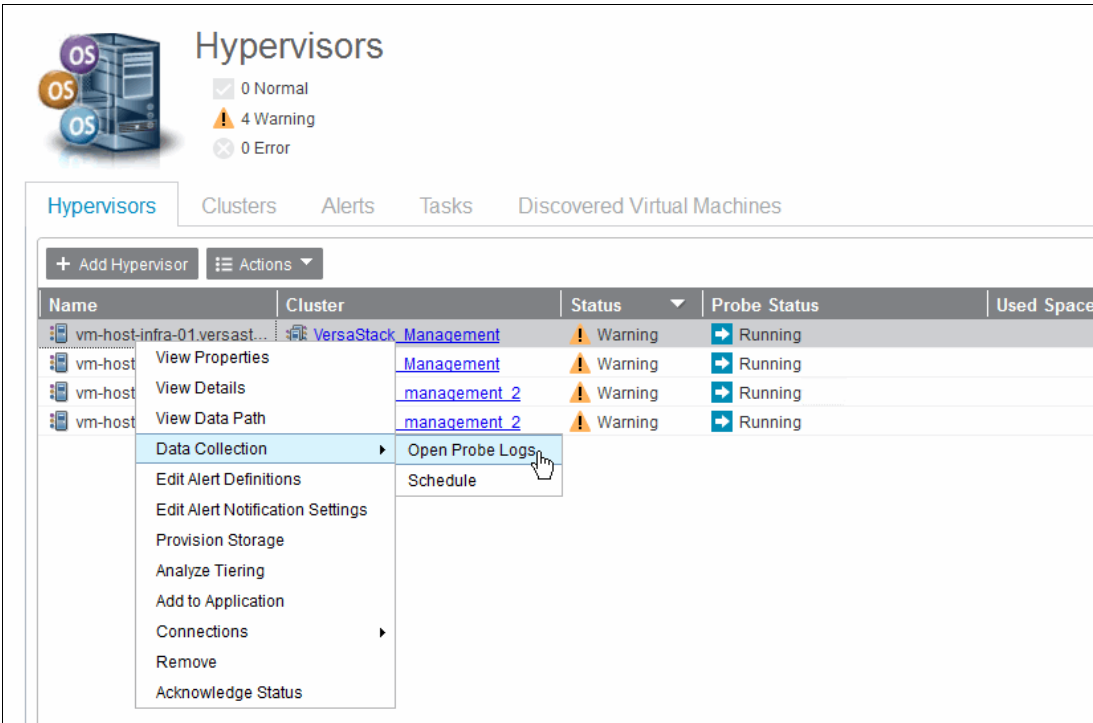 Hypervisors
OS
OS
OS
0 Normal
4 Warning
0 Error
Hypervisors Clusters Alerts Tasks Discovered Virtual Machines
+ Add Hypervisor Actions
Name Cluster Status Probe Status Used Space
vm-host-infra-01.versast... VersaStack_Management Warning Running
vm-host _Management Warning Running
vm-host _management_2 Warning Running
vm-host _management_2 Warning Running
View Properties
View Details
View Data Path
Data Collection
Open Probe Logs
Schedule
Edit Alert Definitions
Edit Alert Notification Settings
Provision Storage
Analyze Tiering
Add to Application
Connections
Remove
Acknowledge Status